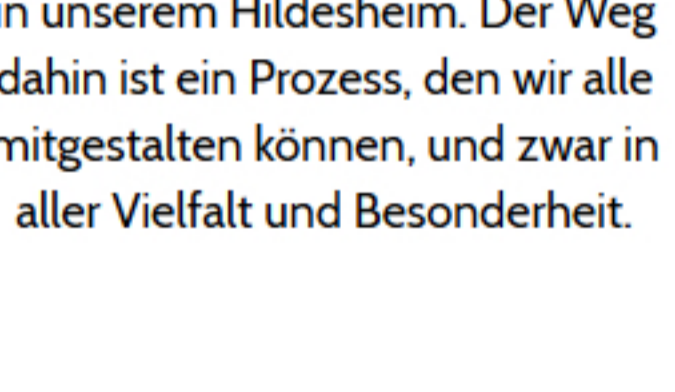 in unserem Hildesheim. Der Weg
dahin ist ein Prozess, den wir alle
mitgestalten können, und zwar in
aller Vielfalt und Besonderheit.